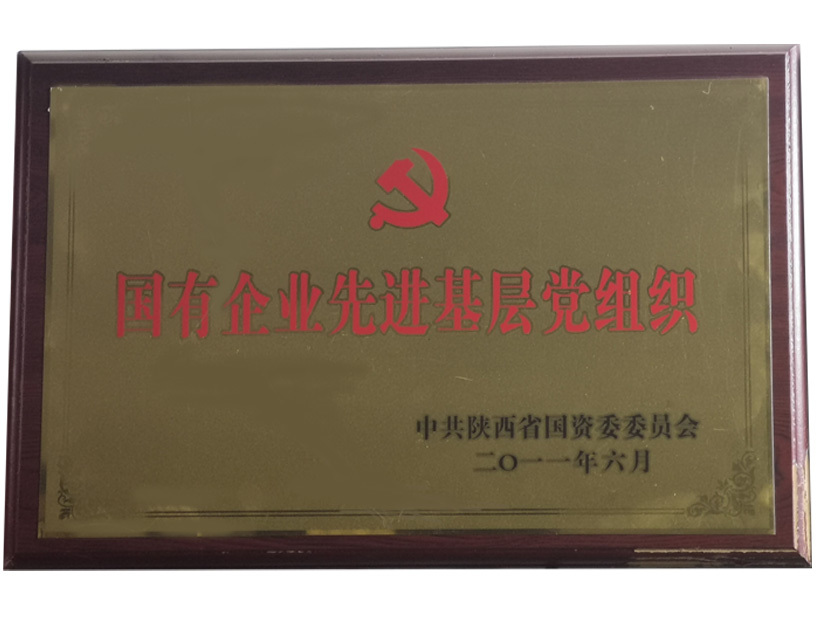 国有企业先进基层党组织
中共陕西省国资委委员会
二〇一一年六月